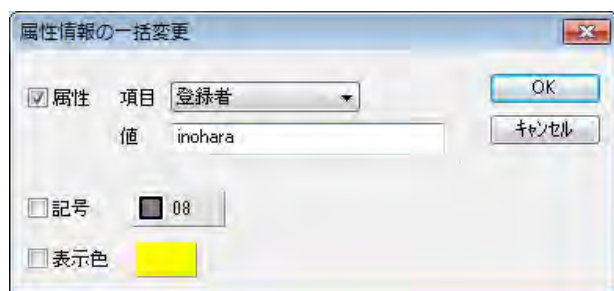 属性情報の一括変更
属性 項目 登録者
OK
値 inohara
キャンセル
記号 08
表示色